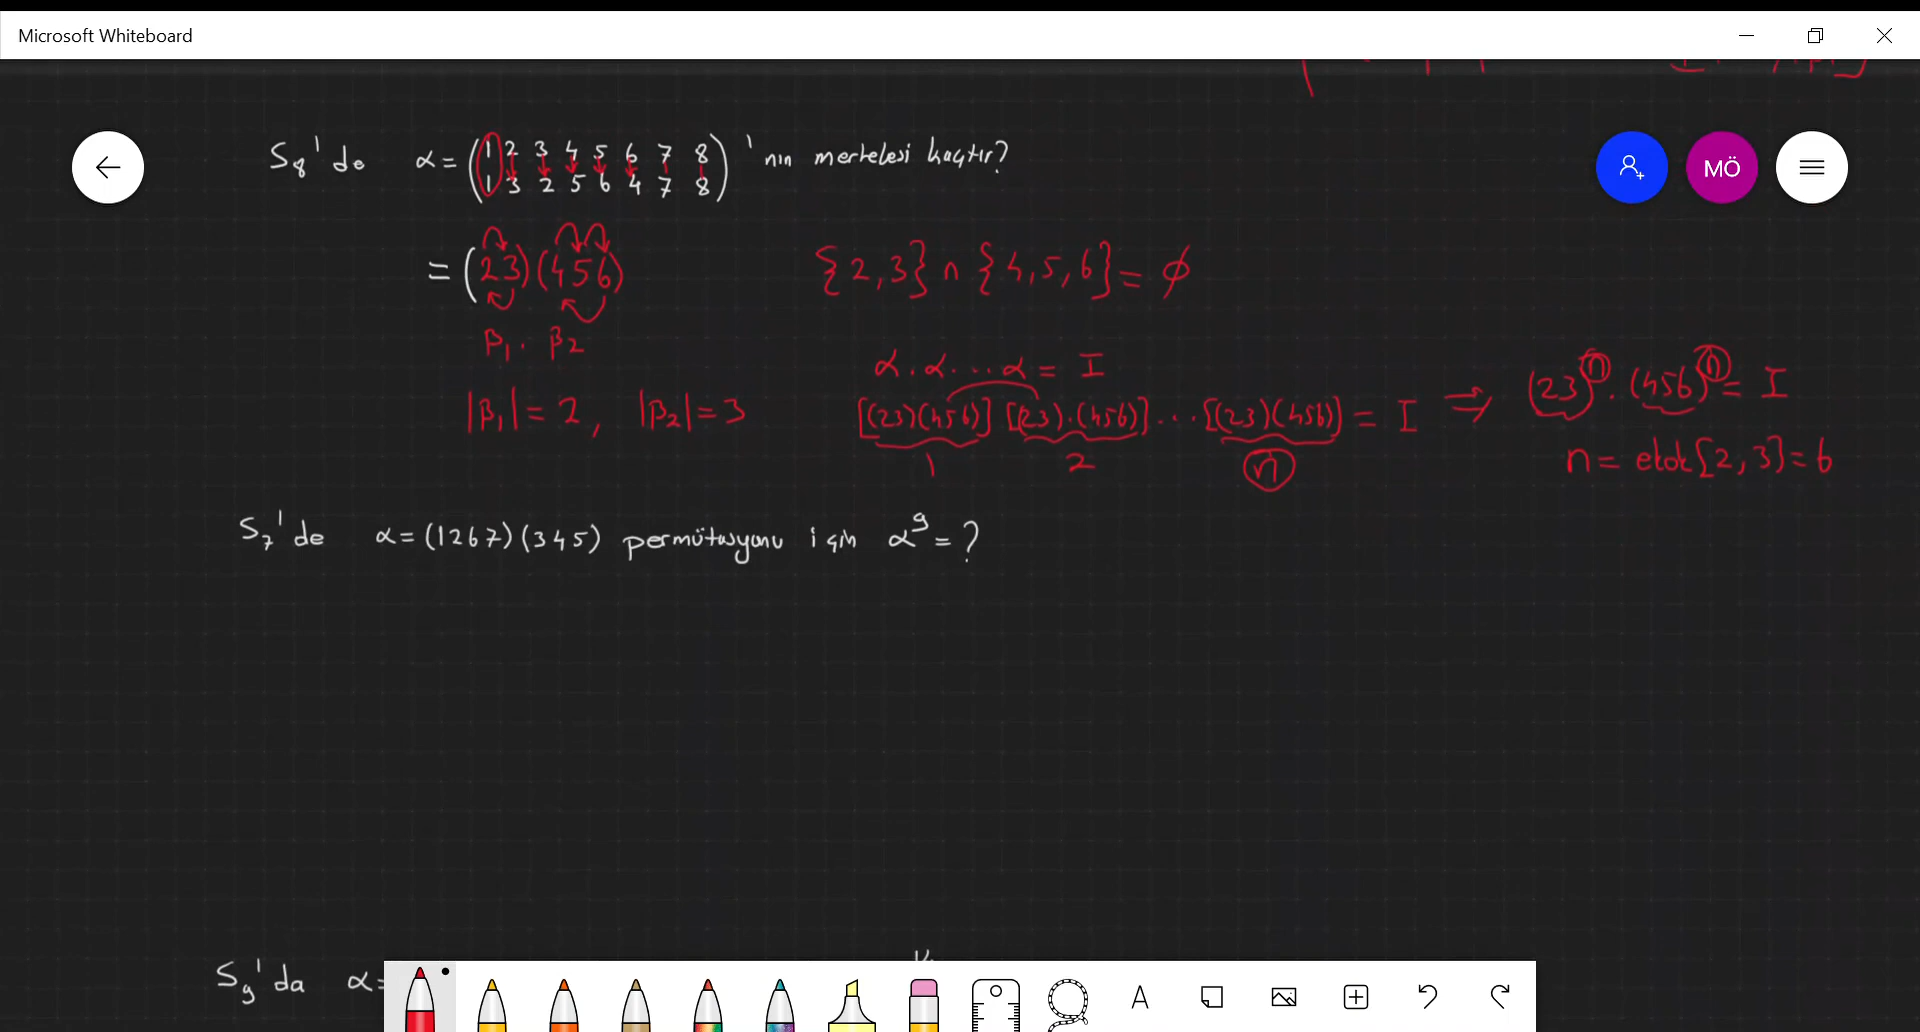 Microsoft Whiteboard
S₈'de α = (1 2 3 4 5 6 7 8 'nın mertebesi kaçtır?
1 3 2 5 6 4 7 8)
MÖ
= (23)(456) {2,3} ∩ {4,5,6} = ∅
β₁ . β₂
α.α...α = I
|β₁| = 2, |β₂| = 3 [(23)(456)] [(23).(456)] ... [(23)(456)] = I ⇒ (23)ⁿ . (456)ⁿ = I
1 2 n
n = ekok[2,3] = 6
S₇'de α = (1267)(345) permütasyonu için α⁹ = ?
S₉'da α =
A